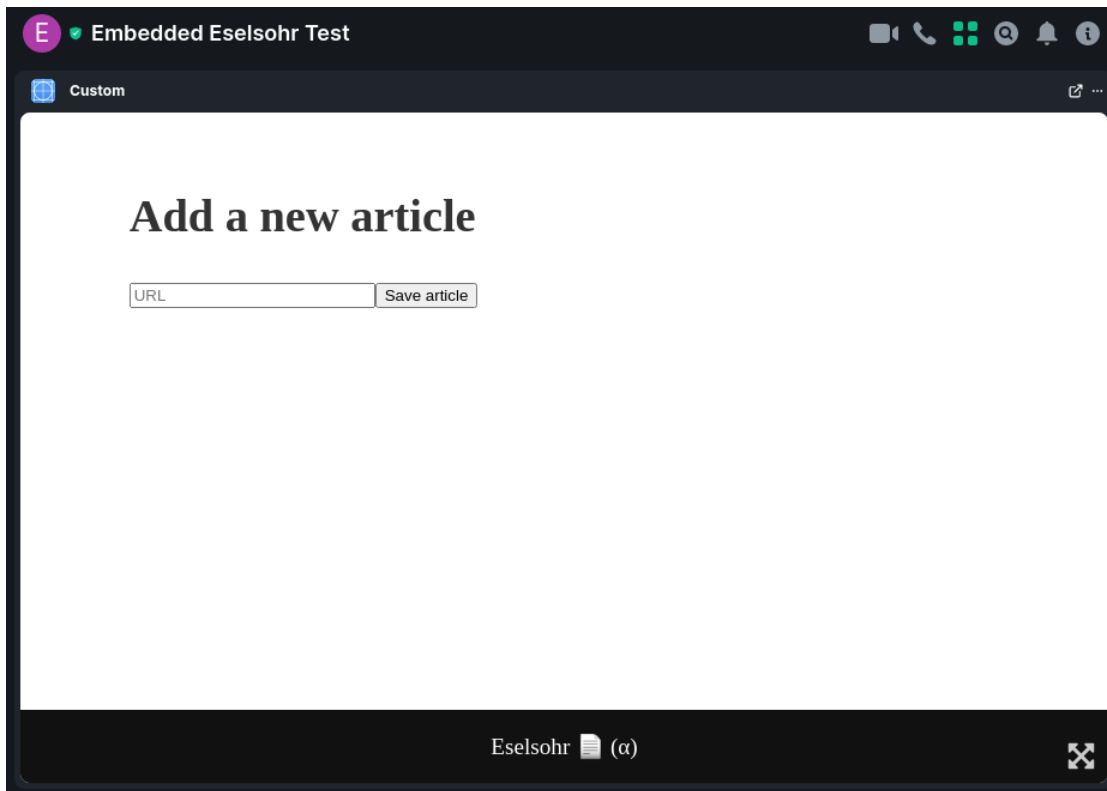 E Embedded Eselsohr Test
Custom
Add a new article
URL Save article
Eselsohr 📄 (α)